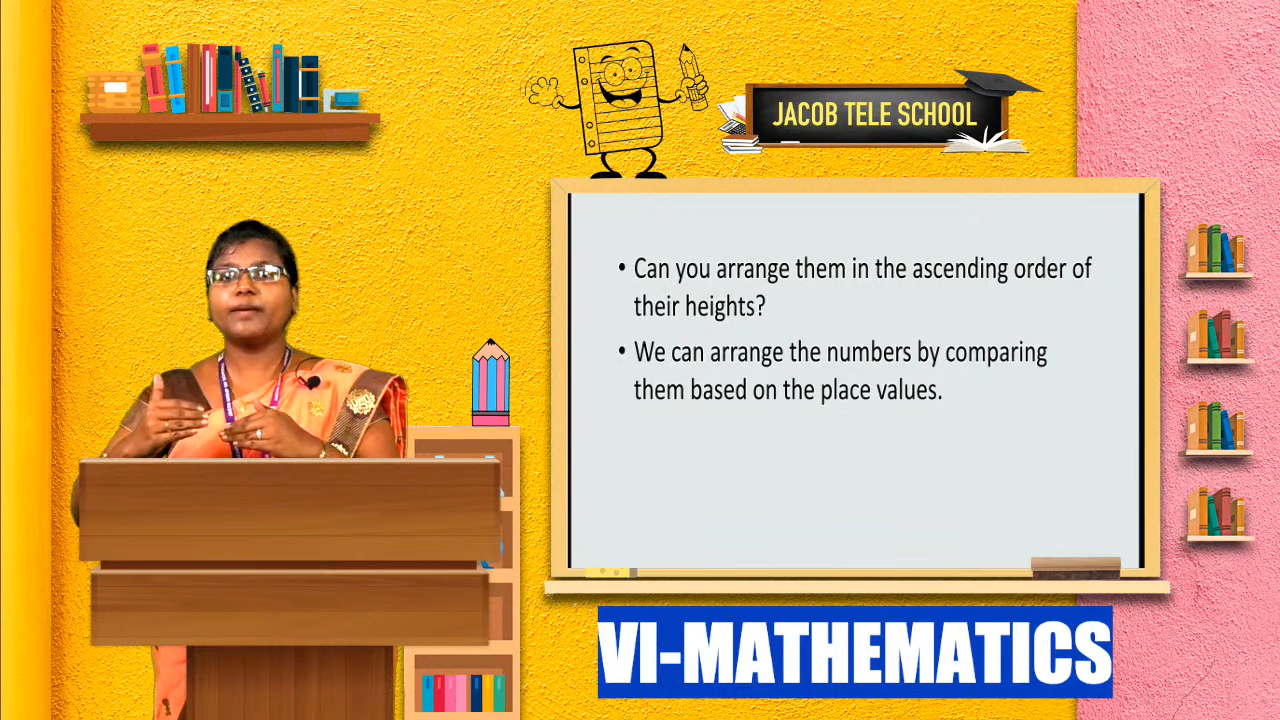 JACOB TELE SCHOOL
• Can you arrange them in the ascending order of
their heights?
• We can arrange the numbers by comparing
them based on the place values.
VI-MATHEMATICS